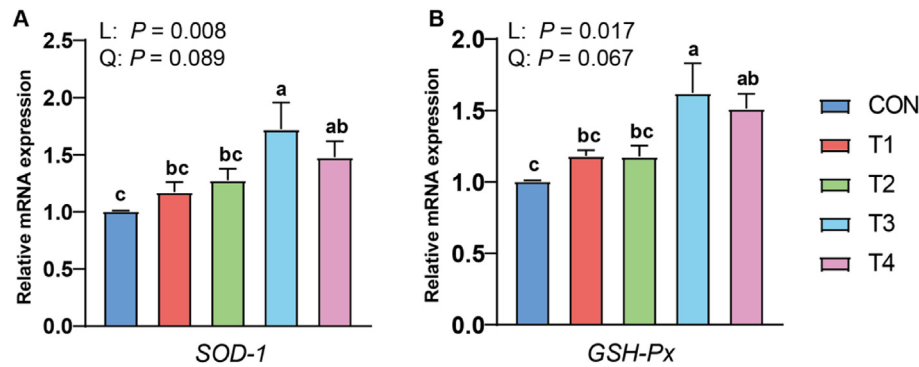 A
L: P = 0.008
Q: P = 0.089
Relative mRNA expression
2.5
2.0
1.5
1.0
0.5
0.0
c
bc
bc
a
ab
SOD-1
B
L: P = 0.017
Q: P = 0.067
Relative mRNA expression
2.0
1.5
1.0
0.5
0.0
c
bc
bc
a
ab
GSH-Px
CON
T1
T2
T3
T4